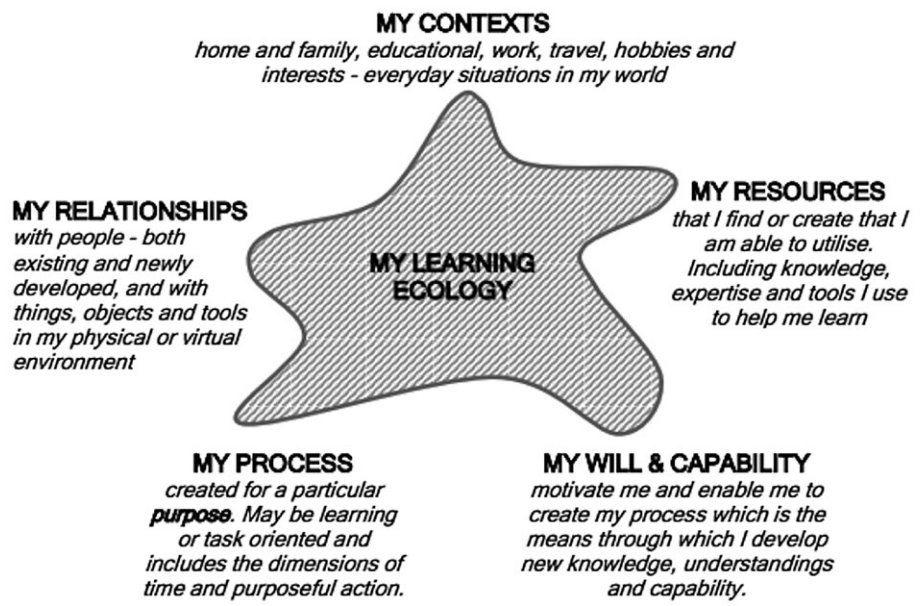 MY CONTEXTS
home and family, educational, work, travel, hobbies and
interests - everyday situations in my world
MY RELATIONSHIPS
with people - both
existing and newly
developed, and with
things, objects and tools
in my physical or virtual
environment
MY LEARNING
ECOLOGY
MY RESOURCES
that I find or create that I
am able to utilise.
Including knowledge,
expertise and tools I use
to help me learn
MY PROCESS
created for a particular
purpose. May be learning
or task oriented and
includes the dimensions of
time and purposeful action.
MY WILL & CAPABILITY
motivate me and enable me to
create my process which is the
means through which I develop
new knowledge, understandings
and capability.